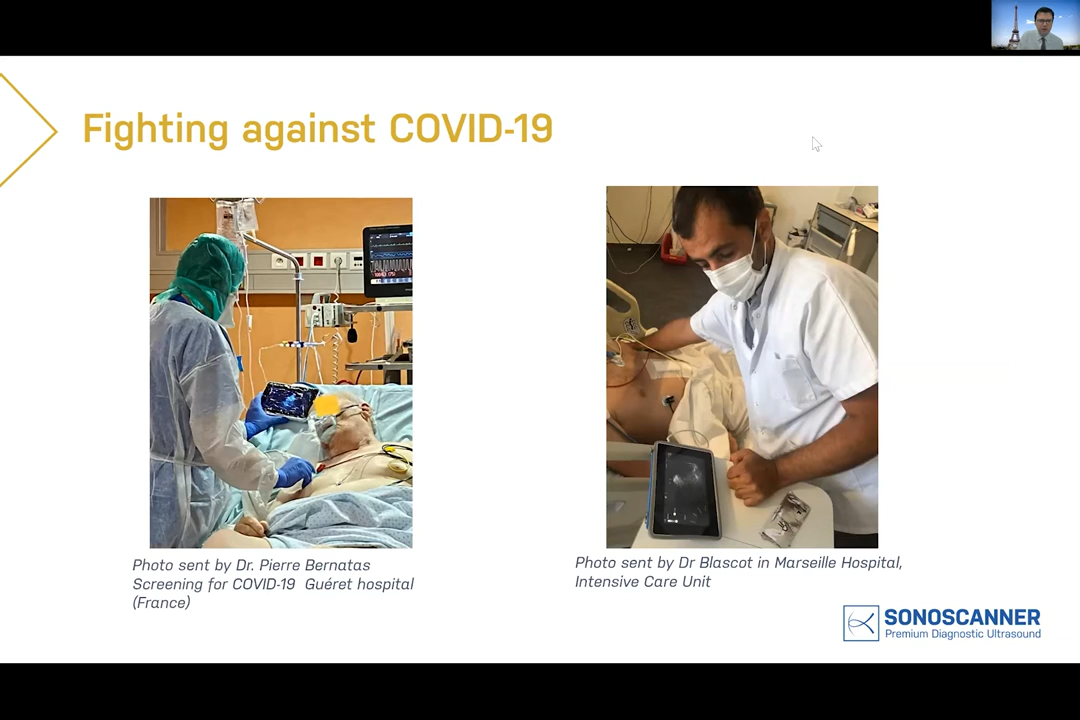 Fighting against COVID-19
Photo sent by Dr. Pierre Bernatas
Screening for COVID-19 Guéret hospital
(France)
Photo sent by Dr Blascot in Marseille Hospital,
Intensive Care Unit
SONOSCANNER
Premium Diagnostic Ultrasound